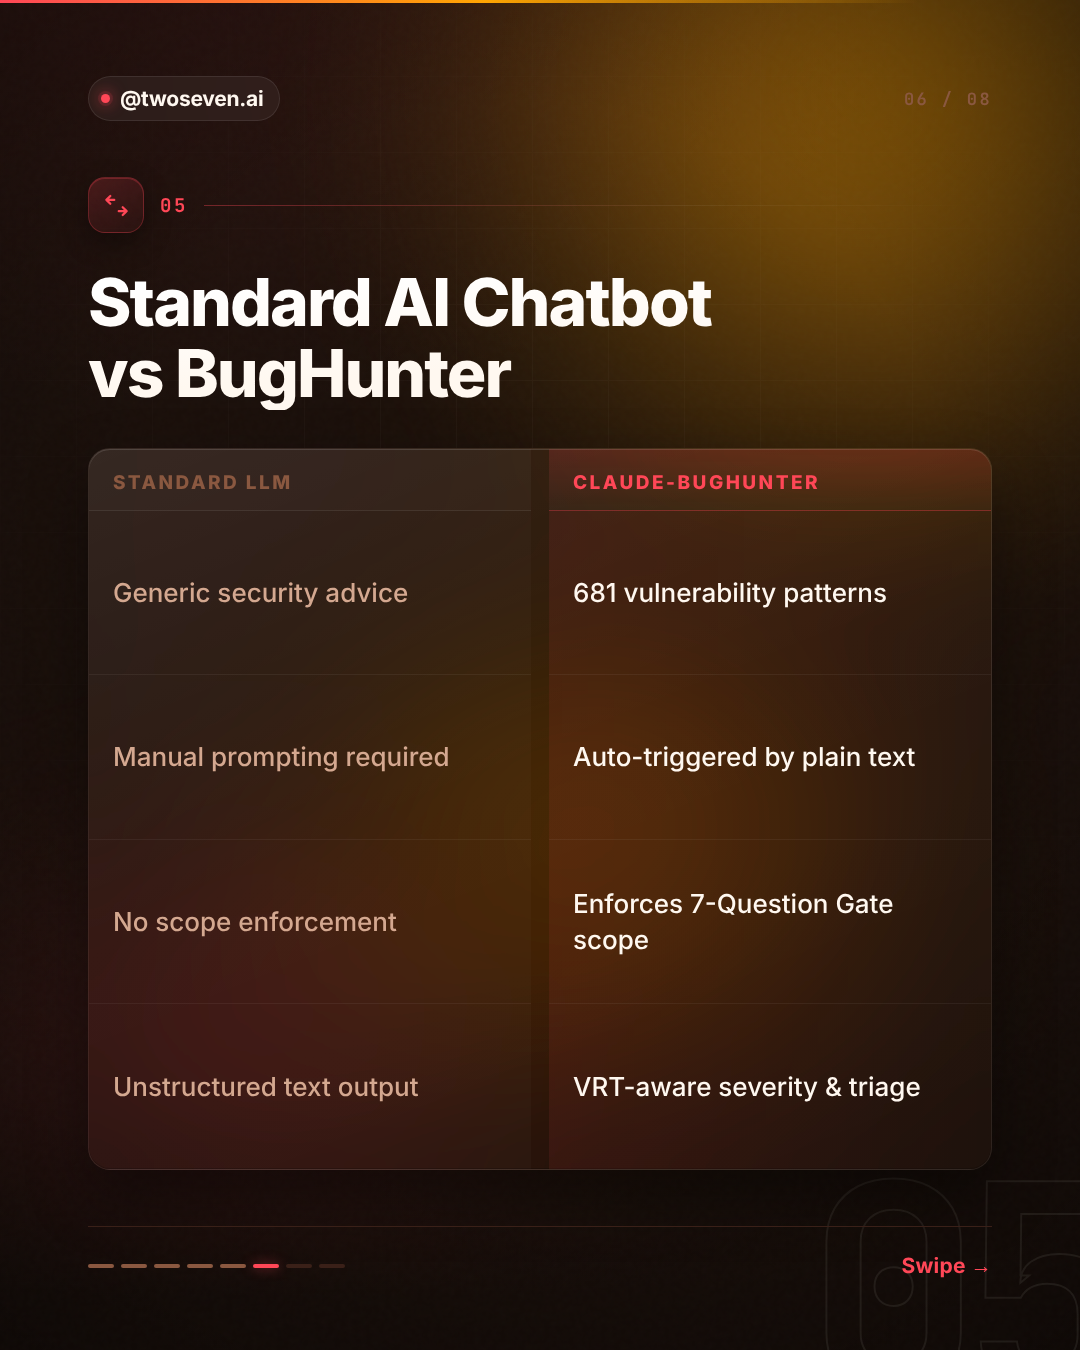 @twoseven.ai
06 / 08
05
Standard AI Chatbot
vs BugHunter
STANDARD LLM
CLAUDE-BUGHUNTER
Generic security advice
681 vulnerability patterns
Manual prompting required
Auto-triggered by plain text
No scope enforcement
Enforces 7-Question Gate
scope
Unstructured text output
VRT-aware severity & triage
Swipe →
05